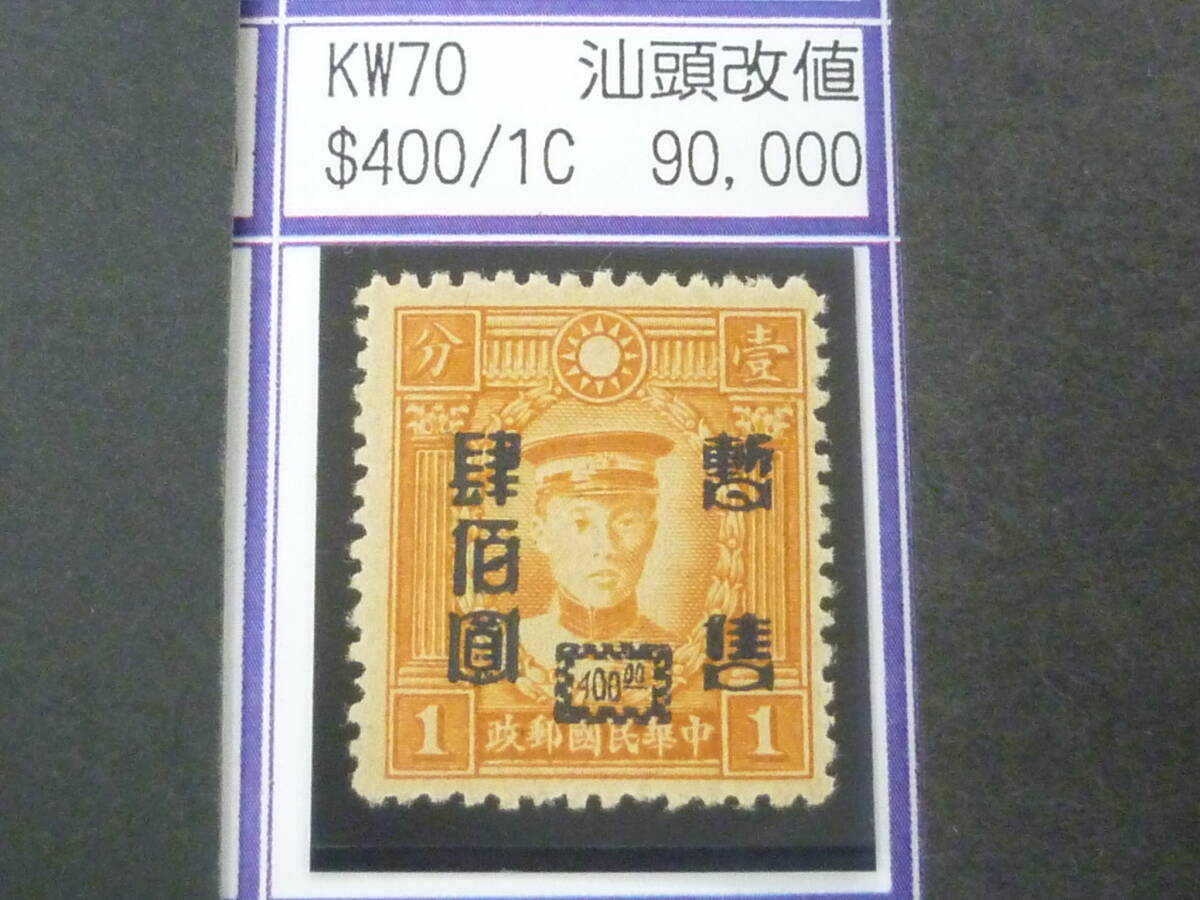 KW70 汕頭改値
$400/1C 90,000
分 壹
肆佰圓
暫售
400.00
1 政郵國民華中 1